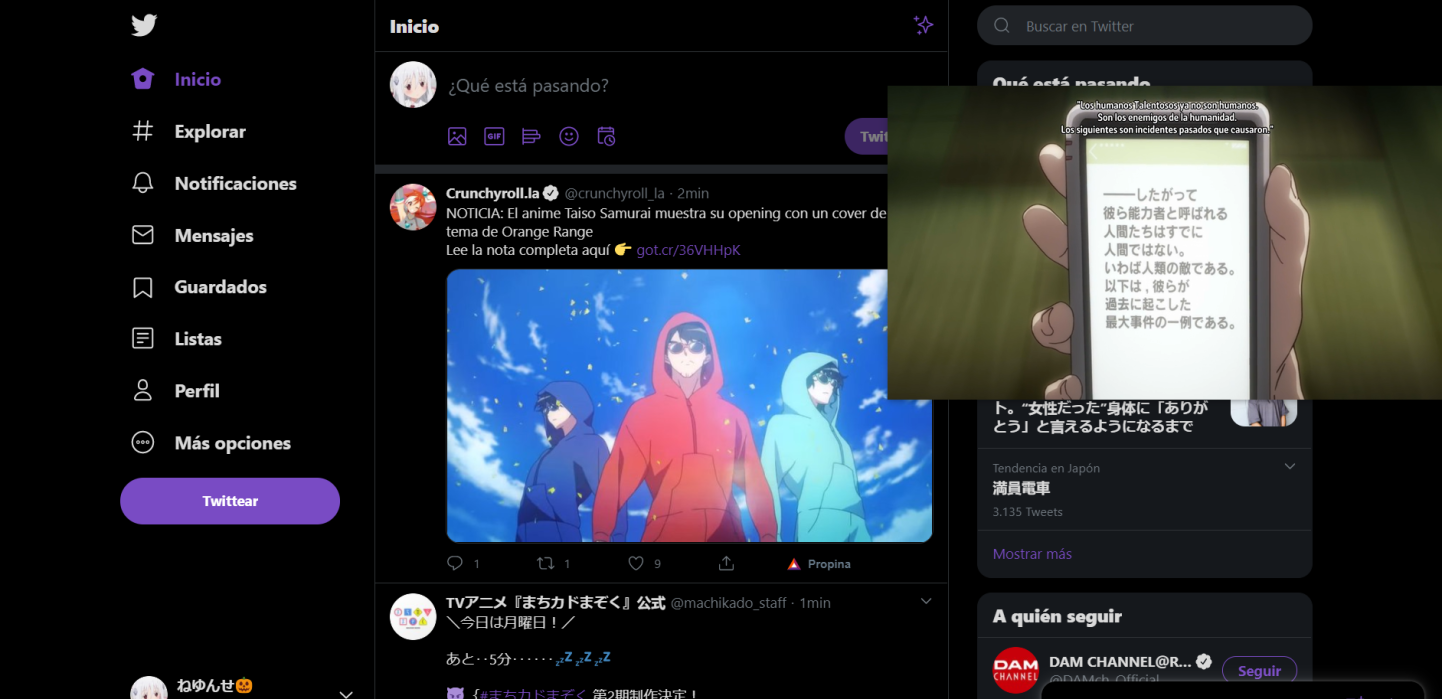 Inicio
Explorar
Notificaciones
Mensajes
Guardados
Listas
Perfil
Más opciones
Twittear
ねゆんせ🎃
Inicio
¿Qué está pasando?
GIF
Twit
Crunchyroll.la @crunchyroll_la · 2min
NOTICIA: El anime Taiso Samurai muestra su opening con un cover de
tema de Orange Range
Lee la nota completa aquí 👉 got.cr/36VHHpK
1
1
9
Propina
TVアニメ『まちカドまぞく』公式 @machikado_staff · 1min
＼今日は月曜日！／
あと‥5分‥‥‥💤💤💤
😈 {#まちカドまぞく 第2期制作決定！
Buscar en Twitter
Qué está pasando
"Los humanos Talentosos ya no son humanos.
Son los enemigos de la humanidad.
Los siguientes son incidentes pasados que causaron."
───したがって
彼ら能力者と呼ばれる
人間たちはすでに
人間ではない。
いわば人類の敵である。
以下は，彼らが
過去に起こした
最大事件の一例である。
ト。“女性だった”身体に「ありが
とう」と言えるようになるまで
Tendencia en Japón
満員電車
3.135 Tweets
Mostrar más
A quién seguir
DAM
CHANNEL
DAM CHANNEL@R...
@DAMch_Official
Seguir